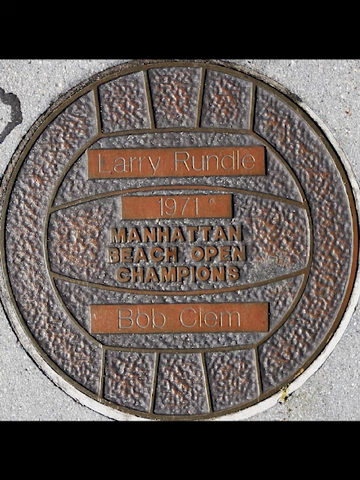 Larry Rundle
1971
MANHATTAN
BEACH OPEN
CHAMPIONS
Bob Clem